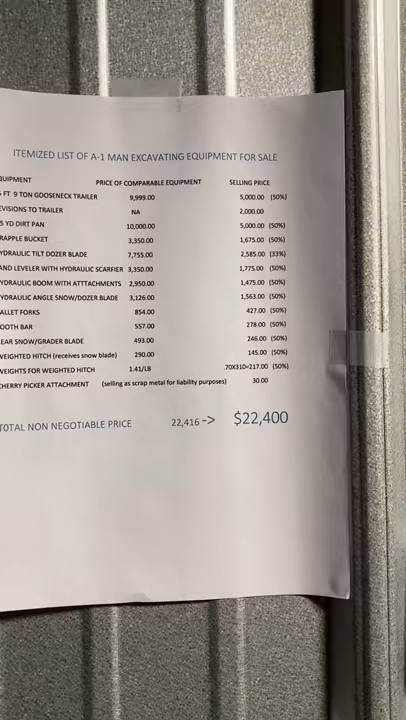 ITEMIZED LIST OF A-1 MAN EXCAVATING EQUIPMENT FOR SALE
QUIPMENT PRICE OF COMPARABLE EQUIPMENT SELLING PRICE
FT 9 TON GOOSENECK TRAILER 9,999.00 5,000.00 (50%)
EVISIONS TO TRAILER NA 2,000.00
5 YD DIRT PAN 10,000.00 5,000.00 (50%)
RAPPLE BUCKET 3,350.00 1,675.00 (50%)
YDRAULIC TILT DOZER BLADE 7,755.00 2,585.00 (33%)
AND LEVELER WITH HYDRAULIC SCARFIER 3,350.00 1,775.00 (50%)
YDRAULIC BOOM WITH ATTTACHMENTS 2,950.00 1,475.00 (50%)
YDRAULIC ANGLE SNOW/DOZER BLADE 3,126.00 1,563.00 (50%)
ALLET FORKS 854.00 427.00 (50%)
OOTH BAR 557.00 278.00 (50%)
EAR SNOW/GRADER BLADE 493.00 246.00 (50%)
WEIGHTED HITCH (receives snow blade) 290.00 145.00 (50%)
WEIGHTS FOR WEIGHTED HITCH 1.41/LB .70X310=217.00 (50%)
CHERRY PICKER ATTACHMENT (selling as scrap metal for liability purposes) 30.00
TOTAL NON NEGOTIABLE PRICE 22,416 -> $22,400